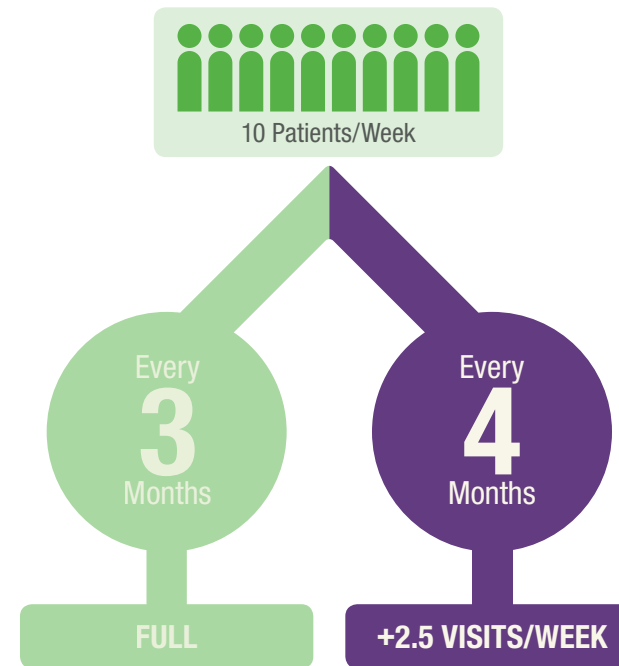 10 Patients/Week
Every
3
Months
FULL
Every
4
Months
+2.5 VISITS/WEEK